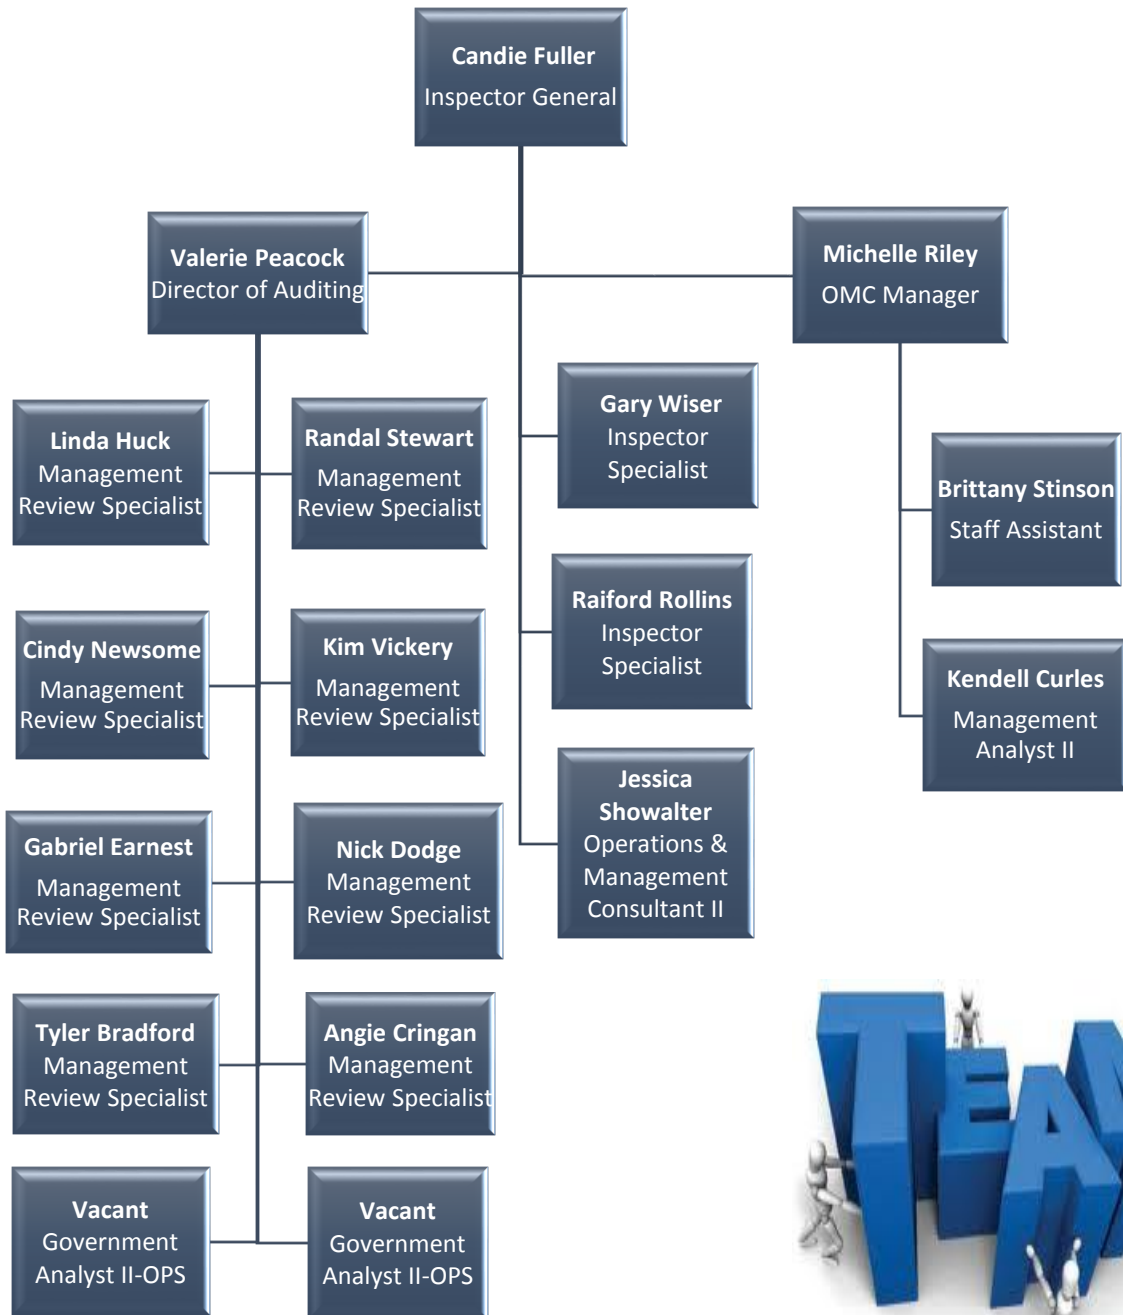 Candie Fuller
Inspector General
Valerie Peacock
Director of Auditing
Michelle Riley
OMC Manager
Linda Huck
Management
Review Specialist
Randal Stewart
Management
Review Specialist
Cindy Newsome
Management
Review Specialist
Kim Vickery
Management
Review Specialist
Gabriel Earnest
Management
Review Specialist
Nick Dodge
Management
Review Specialist
Tyler Bradford
Management
Review Specialist
Angie Cringan
Management
Review Specialist
Vacant
Government
Analyst II-OPS
Vacant
Government
Analyst II-OPS
Gary Wiser
Inspector
Specialist
Raiford Rollins
Inspector
Specialist
Jessica
Showalter
Operations &
Management
Consultant II
Brittany Stinson
Staff Assistant
Kendell Curles
Management
Analyst II
TEAM